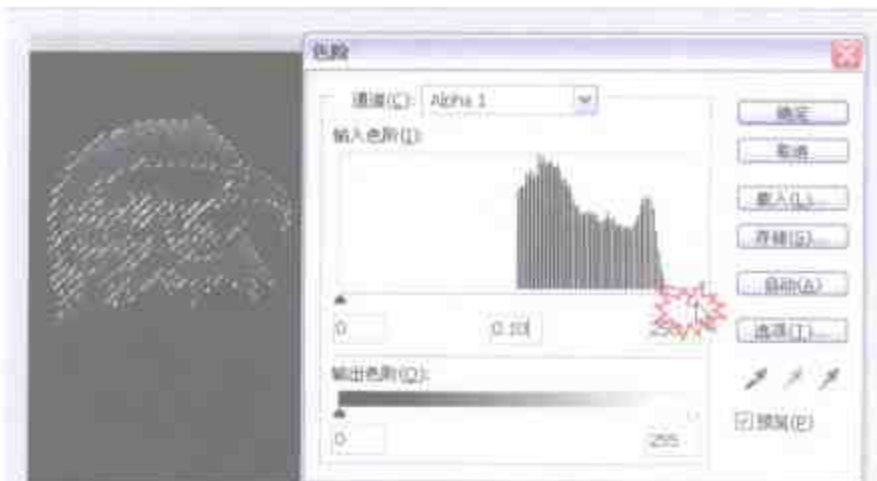 色阶
通道(C): Alpha 1
输入色阶(I):
0
0.10
输出色阶(O):
0
255
确定
取消
载入(L)...
存储(S)...
自动(A)
选项(T)...
预览(P)